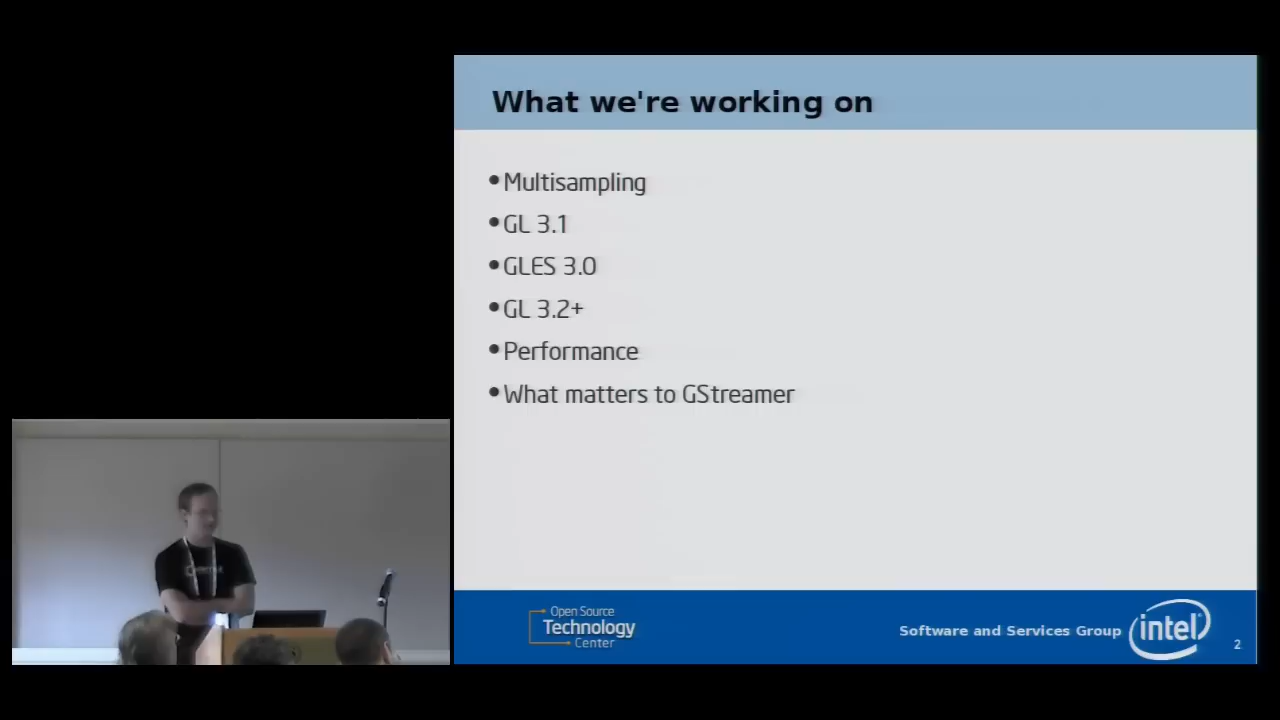 What we're working on
•Multisampling
•GL 3.1
•GLES 3.0
•GL 3.2+
•Performance
•What matters to GStreamer
Open Source
Technology
Center
Software and Services Group
intel
2